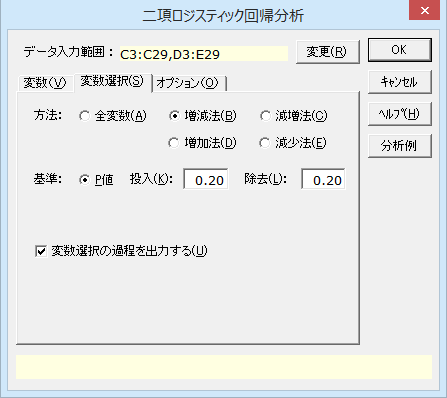 二項ロジスティック回帰分析
データ入力範囲： C3:C29,D3:E29 変更(R) OK
変数(V) 変数選択(S) オプション(O) キャンセル
方法： 全変数(A) 増減法(B) 減増法(C) ヘルプ(H)
増加法(D) 減少法(E) 分析例
基準： P値 投入(K): 0.20 除去(L): 0.20
変数選択の過程を出力する(U)